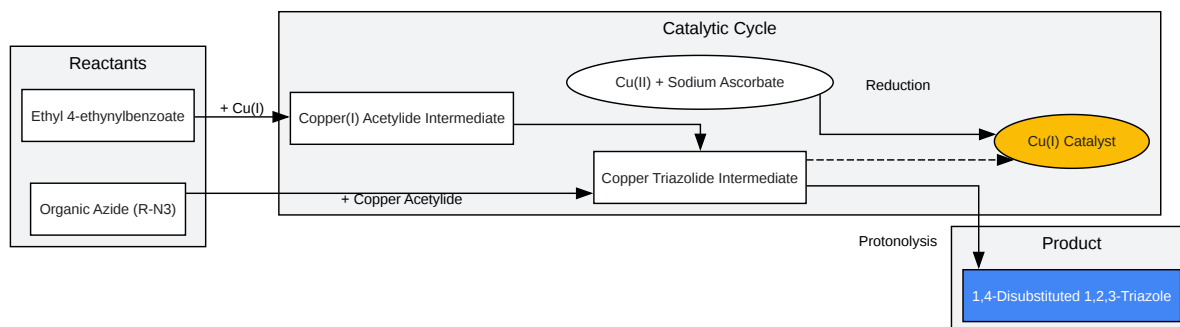 Catalytic Cycle
Reactants
Cu(II) + Sodium Ascorbate
Reduction
Ethyl 4-ethynylbenzoate
+ Cu(I)
Copper(I) Acetylide Intermediate
Cu(I) Catalyst
Copper Triazolide Intermediate
Organic Azide (R-N3)
+ Copper Acetylide
Protonolysis
Product
1,4-Disubstituted 1,2,3-Triazole